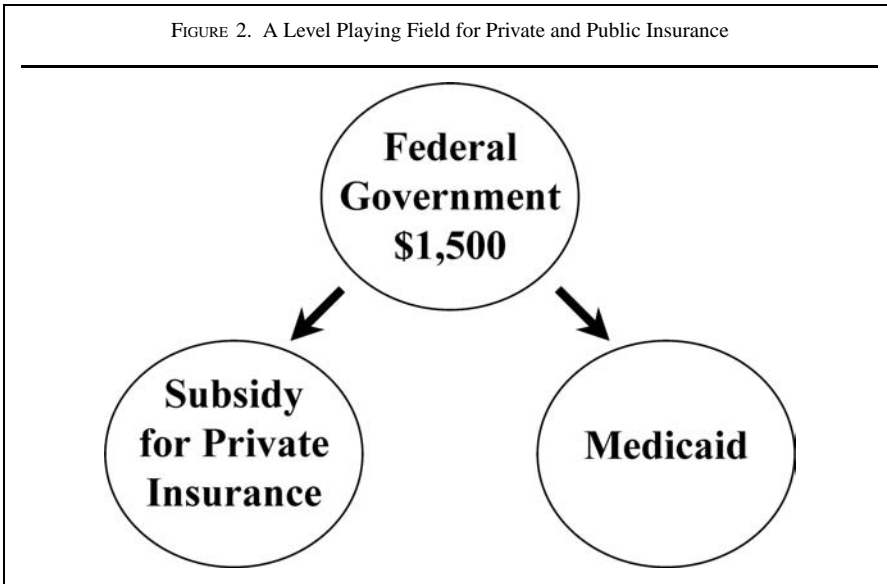 FIGURE 2. A Level Playing Field for Private and Public Insurance
Federal
Government
$1,500
Subsidy
for Private
Insurance
Medicaid